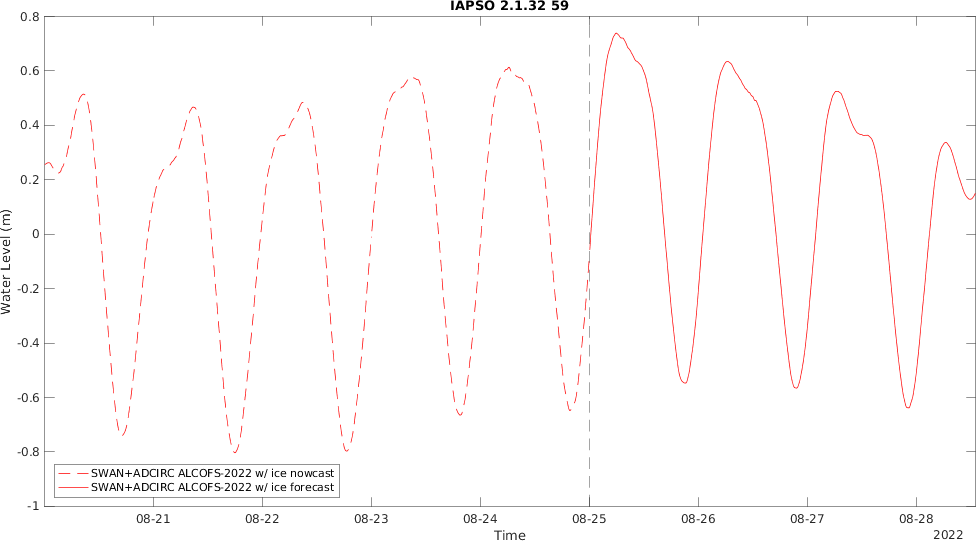 IAPSO 2.1.32 59
0.8
0.6
0.4
0.2
0
-0.2
-0.4
-0.6
-0.8
-1
Water Level (m)
SWAN+ADCIRC ALCOFS-2022 w/ ice nowcast
SWAN+ADCIRC ALCOFS-2022 w/ ice forecast
08-21 08-22 08-23 08-24 08-25 08-26 08-27 08-28
Time
2022